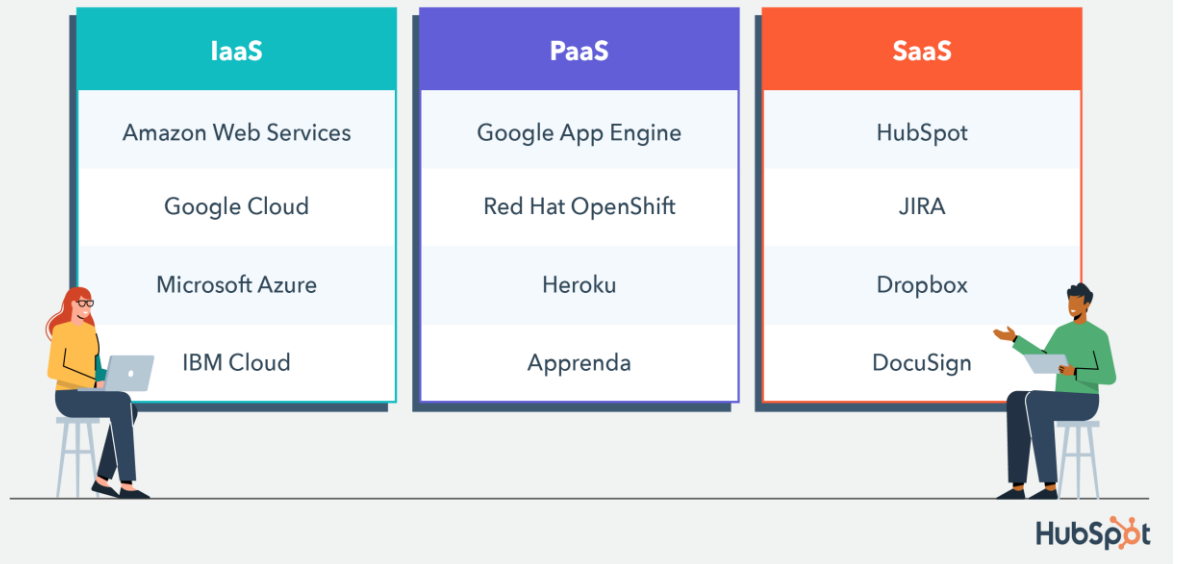 IaaS
Amazon Web Services
Google Cloud
Microsoft Azure
IBM Cloud
PaaS
Google App Engine
Red Hat OpenShift
Heroku
Apprenda
SaaS
HubSpot
JIRA
Dropbox
DocuSign
HubSpot